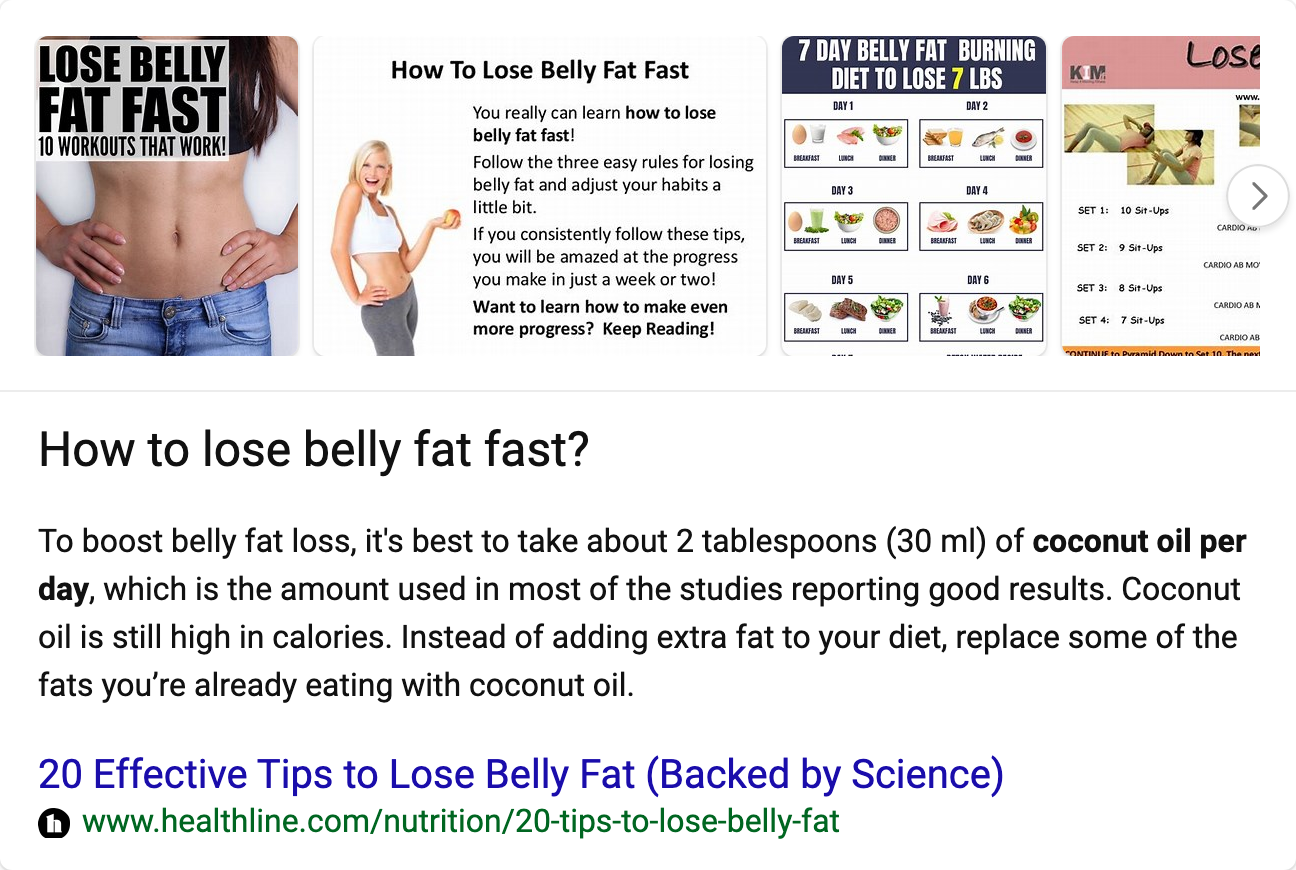 LOSE BELLY
FAT FAST
10 WORKOUTS THAT WORK!
How To Lose Belly Fat Fast
You really can learn how to lose
belly fat fast!
Follow the three easy rules for losing
belly fat and adjust your habits a
little bit.
If you consistently follow these tips,
you will be amazed at the progress
you make in just a week or two!
Want to learn how to make even
more progress? Keep Reading!
7 DAY BELLY FAT BURNING
DIET TO LOSE 7 LBS
DAY 1
DAY 2
BREAKFAST LUNCH DINNER
BREAKFAST LUNCH DINNER
DAY 3
DAY 4
BREAKFAST LUNCH DINNER
BREAKFAST LUNCH DINNER
DAY 5
DAY 6
BREAKFAST LUNCH DINNER
BREAKFAST LUNCH DINNER
Lose
www.
SET 1: 10 Sit-Ups
CARDIO AB
SET 2: 9 Sit-Ups
CARDIO AB MO
SET 3: 8 Sit-Ups
CARDIO AB M
SET 4: 7 Sit-Ups
CARDIO AB
CONTINUE to Pyramid Down to Set 10. The next
How to lose belly fat fast?
To boost belly fat loss, it's best to take about 2 tablespoons (30 ml) of coconut oil per
day, which is the amount used in most of the studies reporting good results. Coconut
oil is still high in calories. Instead of adding extra fat to your diet, replace some of the
fats you’re already eating with coconut oil.
20 Effective Tips to Lose Belly Fat (Backed by Science)
h www.healthline.com/nutrition/20-tips-to-lose-belly-fat